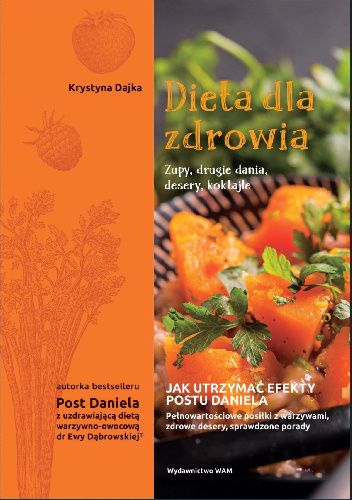 Krystyna Dajka
Dieta dla
zdrowia
Zupy, drugie dania,
desery, koktajle
autorka bestselleru
Post Daniela
z uzdrawiającą dietą
warzywno-owocową
dr Ewy Dąbrowskiej®
JAK UTRZYMAĆ EFEKTY
POSTU DANIELA
Pełnowartościowe posiłki z warzywami,
zdrowe desery, sprawdzone porady
Wydawnictwo WAM